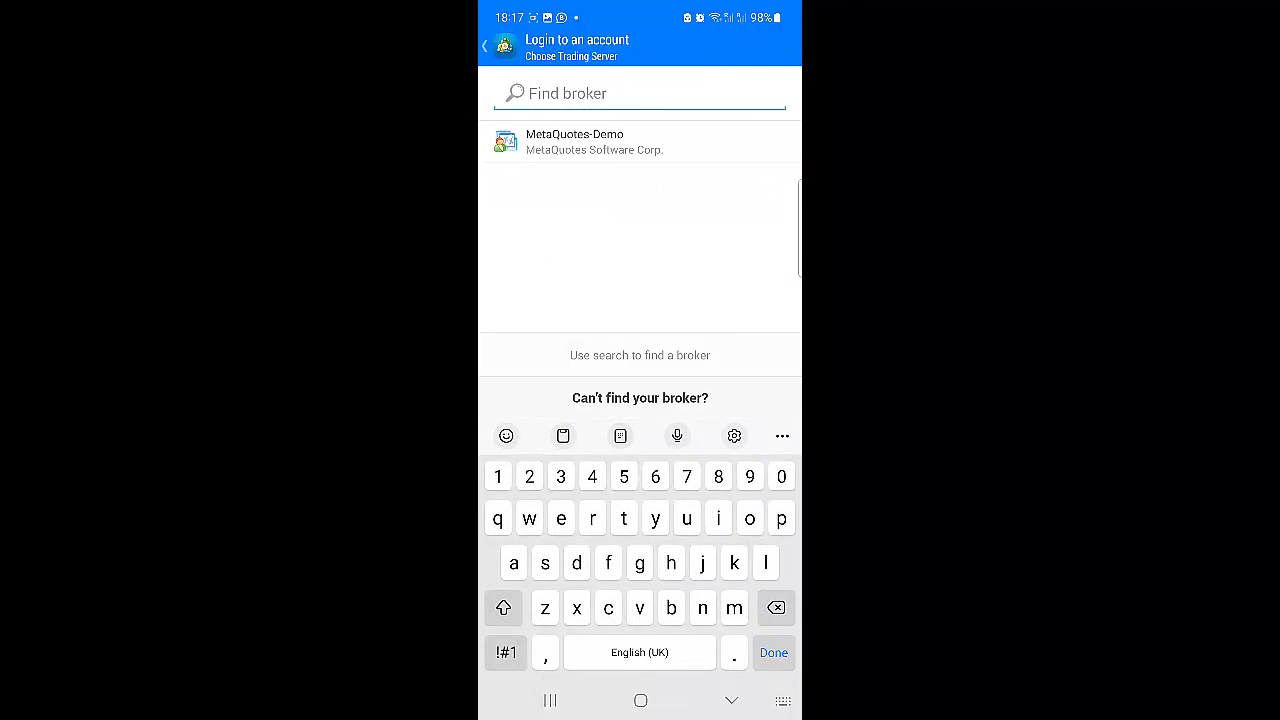 18:17 98%
Login to an account
Choose Trading Server
Find broker
MetaQuotes-Demo
MetaQuotes Software Corp.
Use search to find a broker
Can't find your broker?
1 2 3 4 5 6 7 8 9 0
q w e r t y u i o p
a s d f g h j k l
z x c v b n m
!#1 , English (UK) . Done